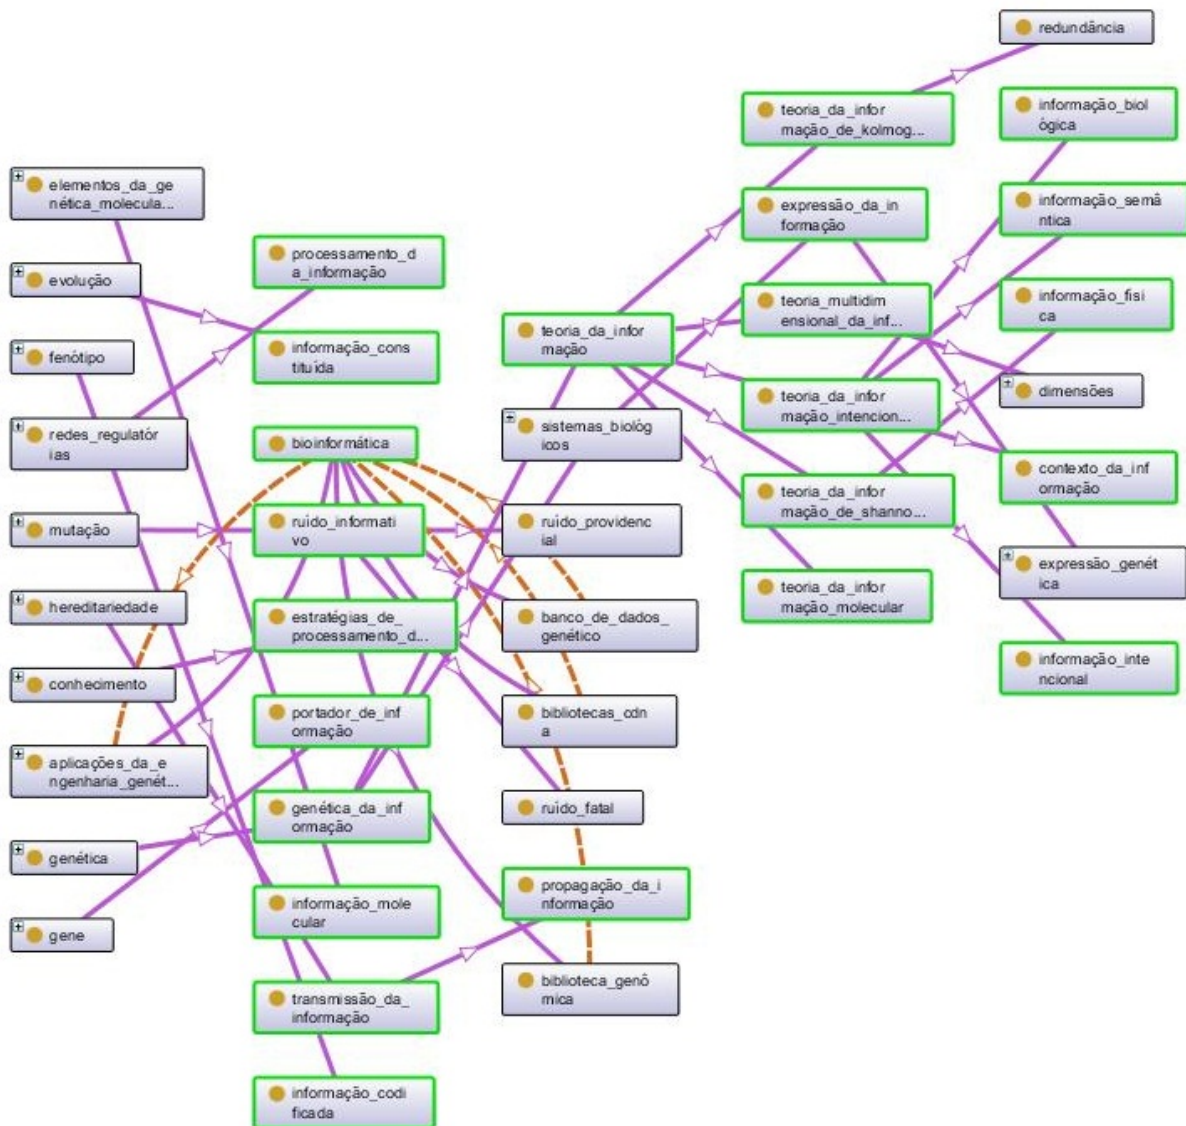 elementos_da_ge
nética_molecula...
evolução
fenótipo
redes_regulatór
ias
mutação
hereditariedade
conhecimento
aplicações_da_e
ngenharia_genét...
genética
gene
processamento_d
a_informação
informação_cons
tituída
bioinformática
ruído_informati
vo
estratégias_de_
processamento_d...
portador_de_inf
ormação
genética_da_inf
ormação
informação_mole
cular
transmissão_da_
informação
informação_codi
ficada
teoria_da_infor
mação
sistemas_biológ
icos
ruído_providenc
ial
banco_de_dados_
genético
bibliotecas_cdn
a
ruído_fatal
propagação_da_i
nformação
biblioteca_genô
mica
teoria_da_infor
mação_de_kolmog...
expressão_da_in
formação
teoria_multidim
ensional_da_inf...
teoria_da_infor
mação_intencion...
teoria_da_infor
mação_de_shanno...
teoria_da_infor
mação_molecular
redundância
informação_biol
ógica
informação_semâ
ntica
informação_físi
ca
dimensões
contexto_da_inf
ormação
expressão_genét
ica
informação_inte
ncional